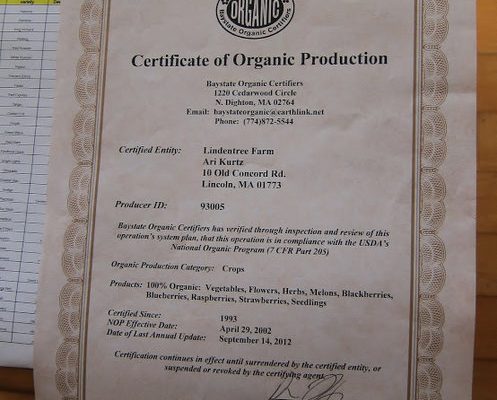 ORGANIC
Baystate Organic Certifiers
Certificate of Organic Production
Baystate Organic Certifiers
1220 Cedarwood Circle
N. Dighton, MA 02764
Email: baystateorganic@earthlink.net
Phone: (774)872-5544
Certified Entity: Lindentree Farm
Ari Kurtz
10 Old Concord Rd.
Lincoln, MA 01773
Producer ID: 93005
Baystate Organic Certifiers has verified through inspection and review of this
operation's system plan, that this operation is in compliance with the USDA's
National Organic Program (7 CFR Part 205)
Organic Production Category: Crops
Products: 100% Organic: Vegetables, Flowers, Herbs, Melons, Blackberries,
Blueberries, Raspberries, Strawberries, Seedlings
Certified Since: 1993
NOP Effective Date: April 29, 2002
Date of Last Annual Update: September 14, 2012
Certification continues in effect until surrendered by the certified entity, or
suspended or revoked by the certifying agent.